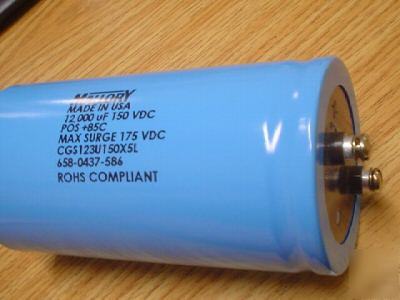 MALLORY
MADE IN USA
12,000 uF 150 VDC
POS +85C
MAX SURGE 175 VDC
CGS123U150X5L
658-0437-586
ROHS COMPLIANT